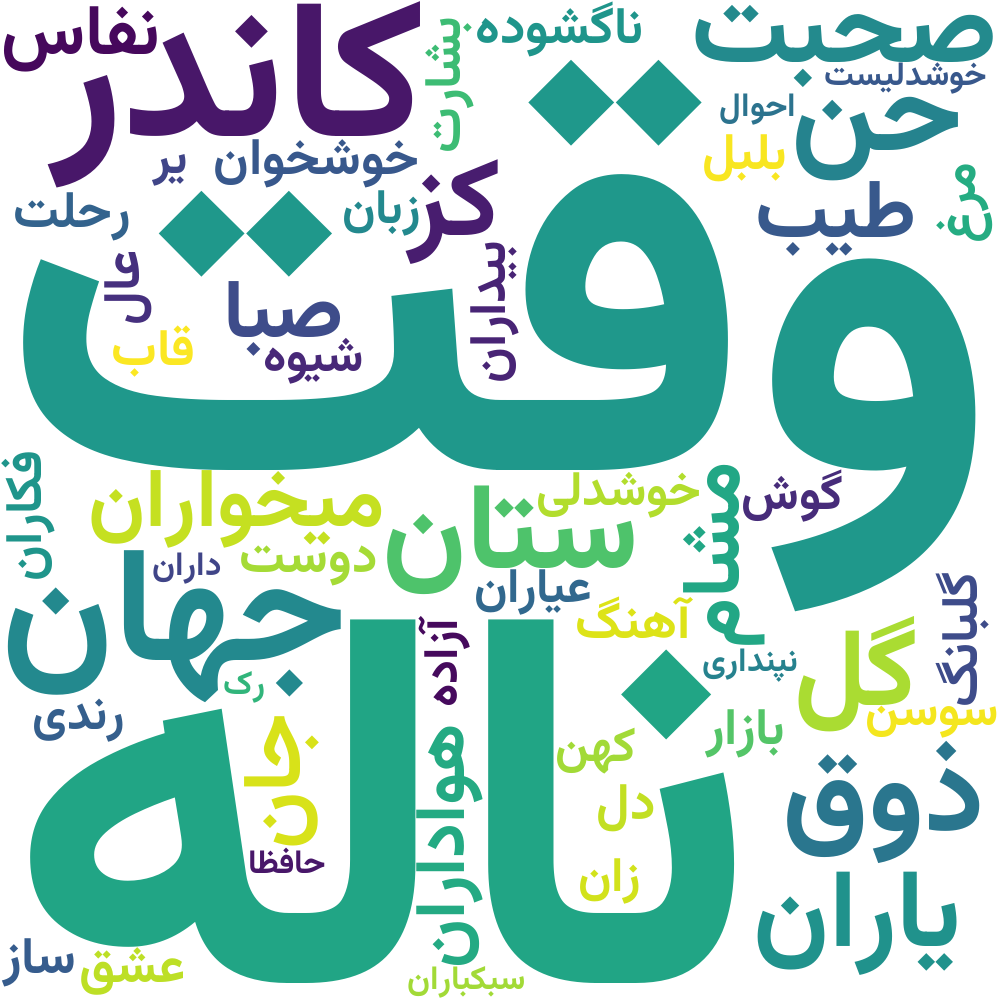 نفاس
کاندر
بشارت
ناگشوده
صحبت
خوشدلیست
احوال
حن
بلبل
یر
خوشخوان
کز
وقت
مرغ
رحلت
زبان
طیب
عال
بیداران
صبا
قاب
شیوه
فکاران
میخواران
ستان
خوشدلی
مشام
گوش
دوست
داران
جهان
عیاران
آهنگ
گلبانگ
آزاده
ناله
نپنداری
گل
رک
رندی
سوسن
جان
هواداران
کهن
بازار
ذوق
دل
حافظا
زان
یاران
ساز
عشق
سبکباران